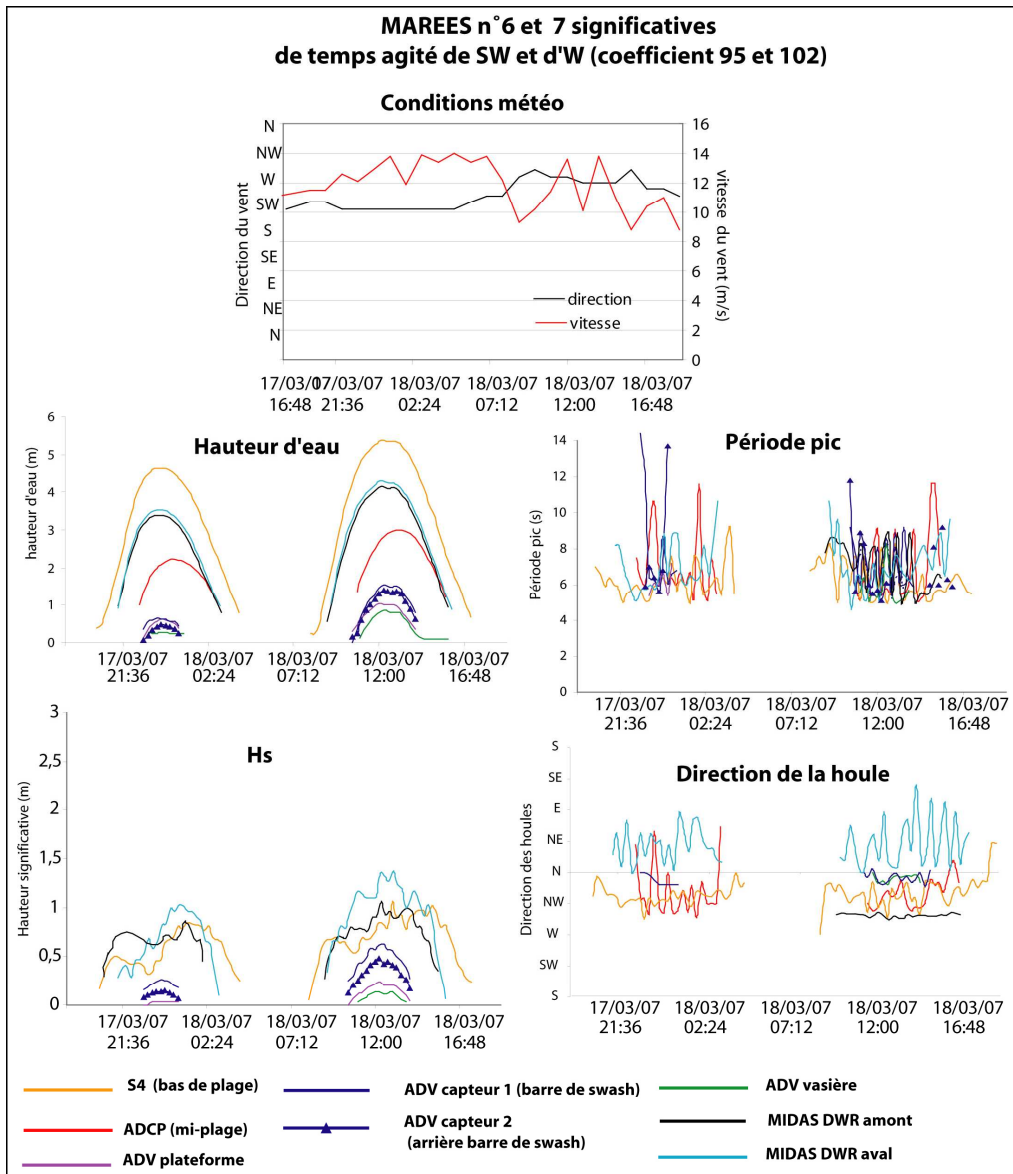 MAREES n°6 et 7 significatives
de temps agité de SW et d'W (coefficient 95 et 102)
Conditions météo
Direction du vent
N
NW
W
SW
S
SE
E
NE
N
16
14
12
10
8
6
4
2
0
vitesse du vent (m/s)
direction
vitesse
17/03/07 17/03/07 18/03/07 18/03/07 18/03/07 18/03/07
16:48 21:36 02:24 07:12 12:00 16:48
Hauteur d'eau
hauteur d'eau (m)
6
5
4
3
2
1
0
17/03/07 18/03/07 18/03/07 18/03/07 18/03/07
21:36 02:24 07:12 12:00 16:48
Période pic
Période pic (s)
14
12
10
8
6
4
2
0
17/03/07 18/03/07 18/03/07 18/03/07 18/03/07
21:36 02:24 07:12 12:00 16:48
Hs
Hauteur significative (m)
3
2,5
2
1,5
1
0,5
0
17/03/07 18/03/07 18/03/07 18/03/07 18/03/07
21:36 02:24 07:12 12:00 16:48
Direction de la houle
Direction des houles
S
SE
E
NE
N
NW
W
SW
S
17/03/07 18/03/07 18/03/07 18/03/07 18/03/07
21:36 02:24 07:12 12:00 16:48
S4 (bas de plage)
ADCP (mi-plage)
ADV plateforme
ADV capteur 1 (barre de swash)
ADV capteur 2
(arrière barre de swash)
ADV vasière
MIDAS DWR amont
MIDAS DWR aval